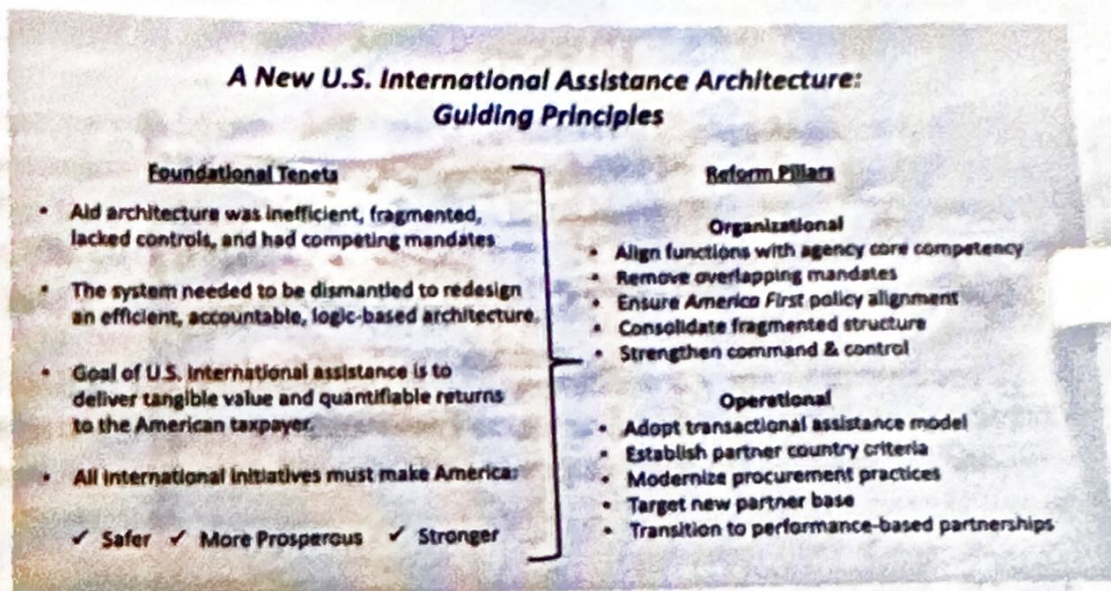 A New U.S. International Assistance Architecture:
Guiding Principles
Foundational Tenets
• Aid architecture was inefficient, fragmented,
lacked controls, and had competing mandates
• The system needed to be dismantled to redesign
an efficient, accountable, logic-based architecture.
• Goal of U.S. international assistance is to
deliver tangible value and quantifiable returns
to the American taxpayer.
• All international initiatives must make America:
✓ Safer ✓ More Prosperous ✓ Stronger
Reform Pillars
Organizational
• Align functions with agency core competency
• Remove overlapping mandates
• Ensure America First policy alignment
• Consolidate fragmented structure
• Strengthen command & control
Operational
• Adopt transactional assistance model
• Establish partner country criteria
• Modernize procurement practices
• Target new partner base
• Transition to performance-based partnerships